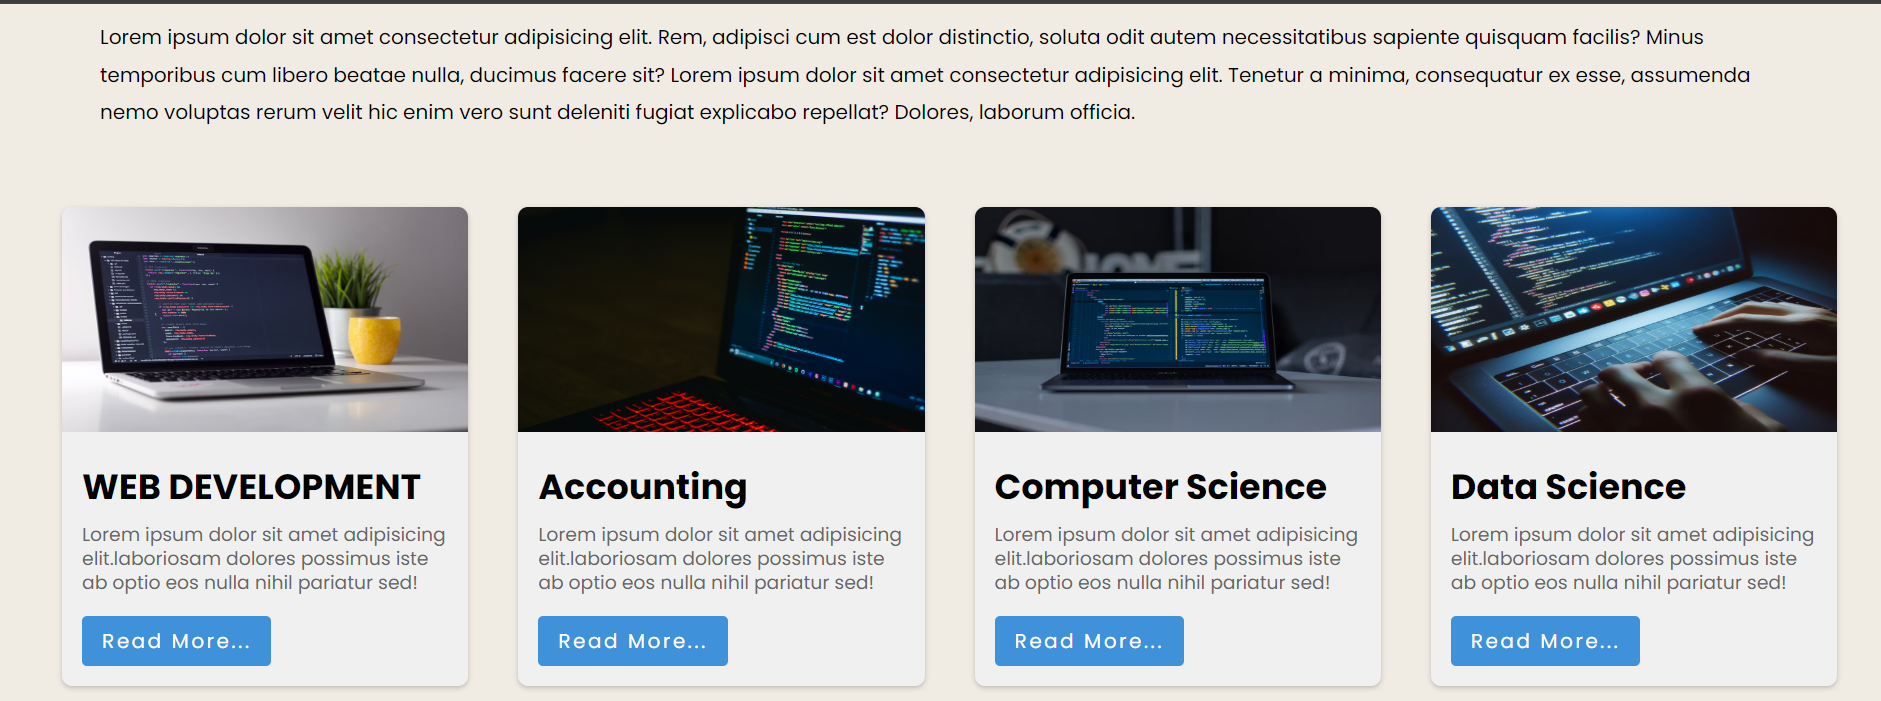 Lorem ipsum dolor sit amet consectetur adipisicing elit. Rem, adipisci cum est dolor distinctio, soluta odit autem necessitatibus sapiente quisquam facilis? Minus
temporibus cum libero beatae nulla, ducimus facere sit? Lorem ipsum dolor sit amet consectetur adipisicing elit. Tenetur a minima, consequatur ex esse, assumenda
nemo voluptas rerum velit hic enim vero sunt deleniti fugiat explicabo repellat? Dolores, laborum officia.
WEB DEVELOPMENT
Lorem ipsum dolor sit amet adipisicing
elit.laboriosam dolores possimus iste
ab optio eos nulla nihil pariatur sed!
Read More...
Accounting
Lorem ipsum dolor sit amet adipisicing
elit.laboriosam dolores possimus iste
ab optio eos nulla nihil pariatur sed!
Read More...
Computer Science
Lorem ipsum dolor sit amet adipisicing
elit.laboriosam dolores possimus iste
ab optio eos nulla nihil pariatur sed!
Read More...
Data Science
Lorem ipsum dolor sit amet adipisicing
elit.laboriosam dolores possimus iste
ab optio eos nulla nihil pariatur sed!
Read More...